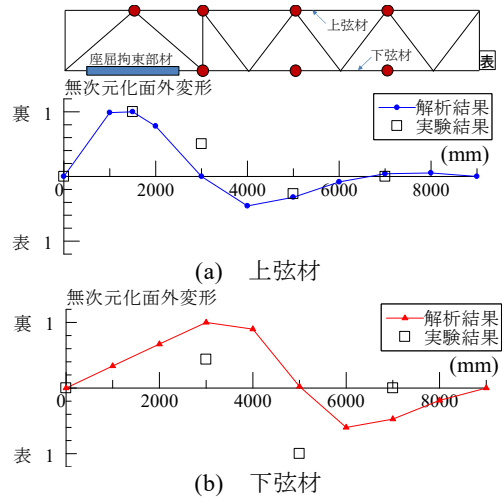 上弦材
下弦材
座屈拘束部材
表
無次元化面外変形
裏 1
解析結果
実験結果
(mm)
0 2000 4000 6000 8000
表 1
(a) 上弦材
無次元化面外変形
裏 1
解析結果
実験結果
(mm)
0 2000 4000 6000 8000
表 1
(b) 下弦材